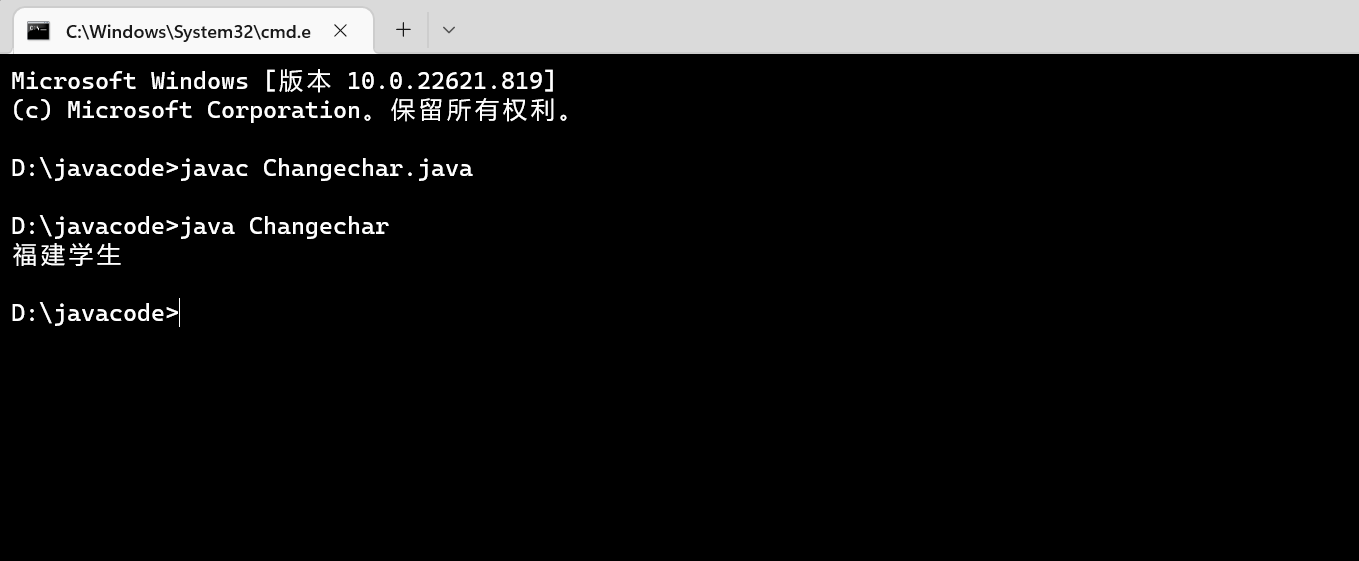 C:\Windows\System32\cmd.e
Microsoft Windows [版本 10.0.22621.819]
(c) Microsoft Corporation。保留所有权利。
D:\javacode>javac Changechar.java
D:\javacode>java Changechar
福建学生
D:\javacode>